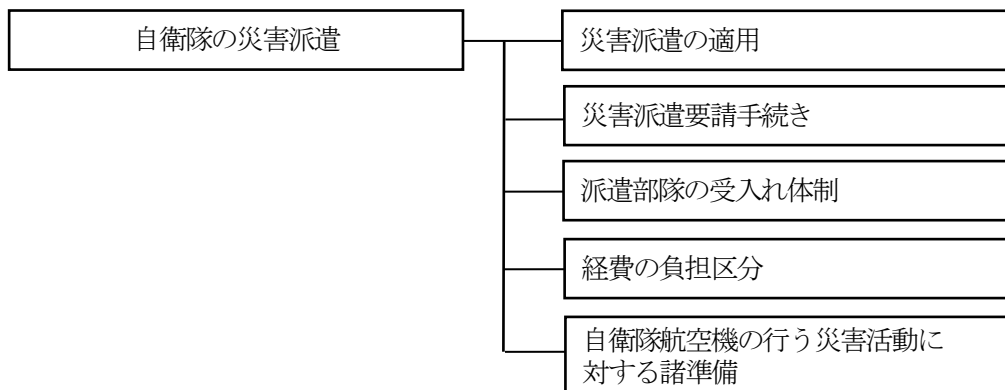 自衛隊の災害派遣
災害派遣の適用
災害派遣要請手続き
派遣部隊の受入れ体制
経費の負担区分
自衛隊航空機の行う災害活動に
対する諸準備